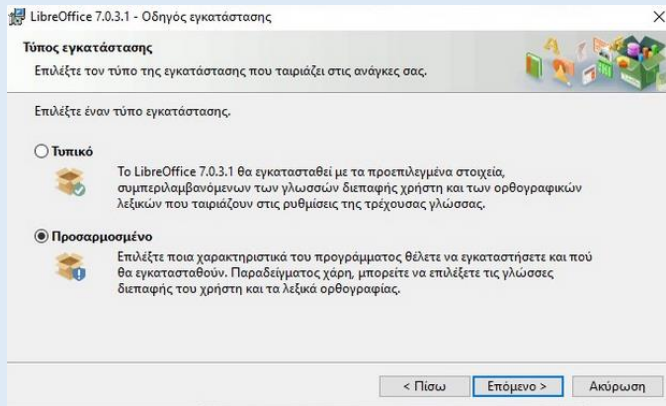 LibreOffice 7.0.3.1 - Οδηγός εγκατάστασης
Τύπος εγκατάστασης
Επιλέξτε τον τύπο της εγκατάστασης που ταιριάζει στις ανάγκες σας.
Επιλέξτε έναν τύπο εγκατάστασης.
Τυπικό
Το LibreOffice 7.0.3.1 θα εγκατασταθεί με τα προεπιλεγμένα στοιχεία,
συμπεριλαμβανόμενων των γλωσσών διεπαφής χρήστη και των ορθογραφικών
λεξικών που ταιριάζουν στις ρυθμίσεις της τρέχουσας γλώσσας.
Προσαρμοσμένο
Επιλέξτε ποια χαρακτηριστικά του προγράμματος θέλετε να εγκαταστήσετε και πού
θα εγκατασταθούν. Παραδείγματος χάρη, μπορείτε να επιλέξετε τις γλώσσες
διεπαφής του χρήστη και τα λεξικά ορθογραφίας.
< Πίσω Επόμενο > Ακύρωση